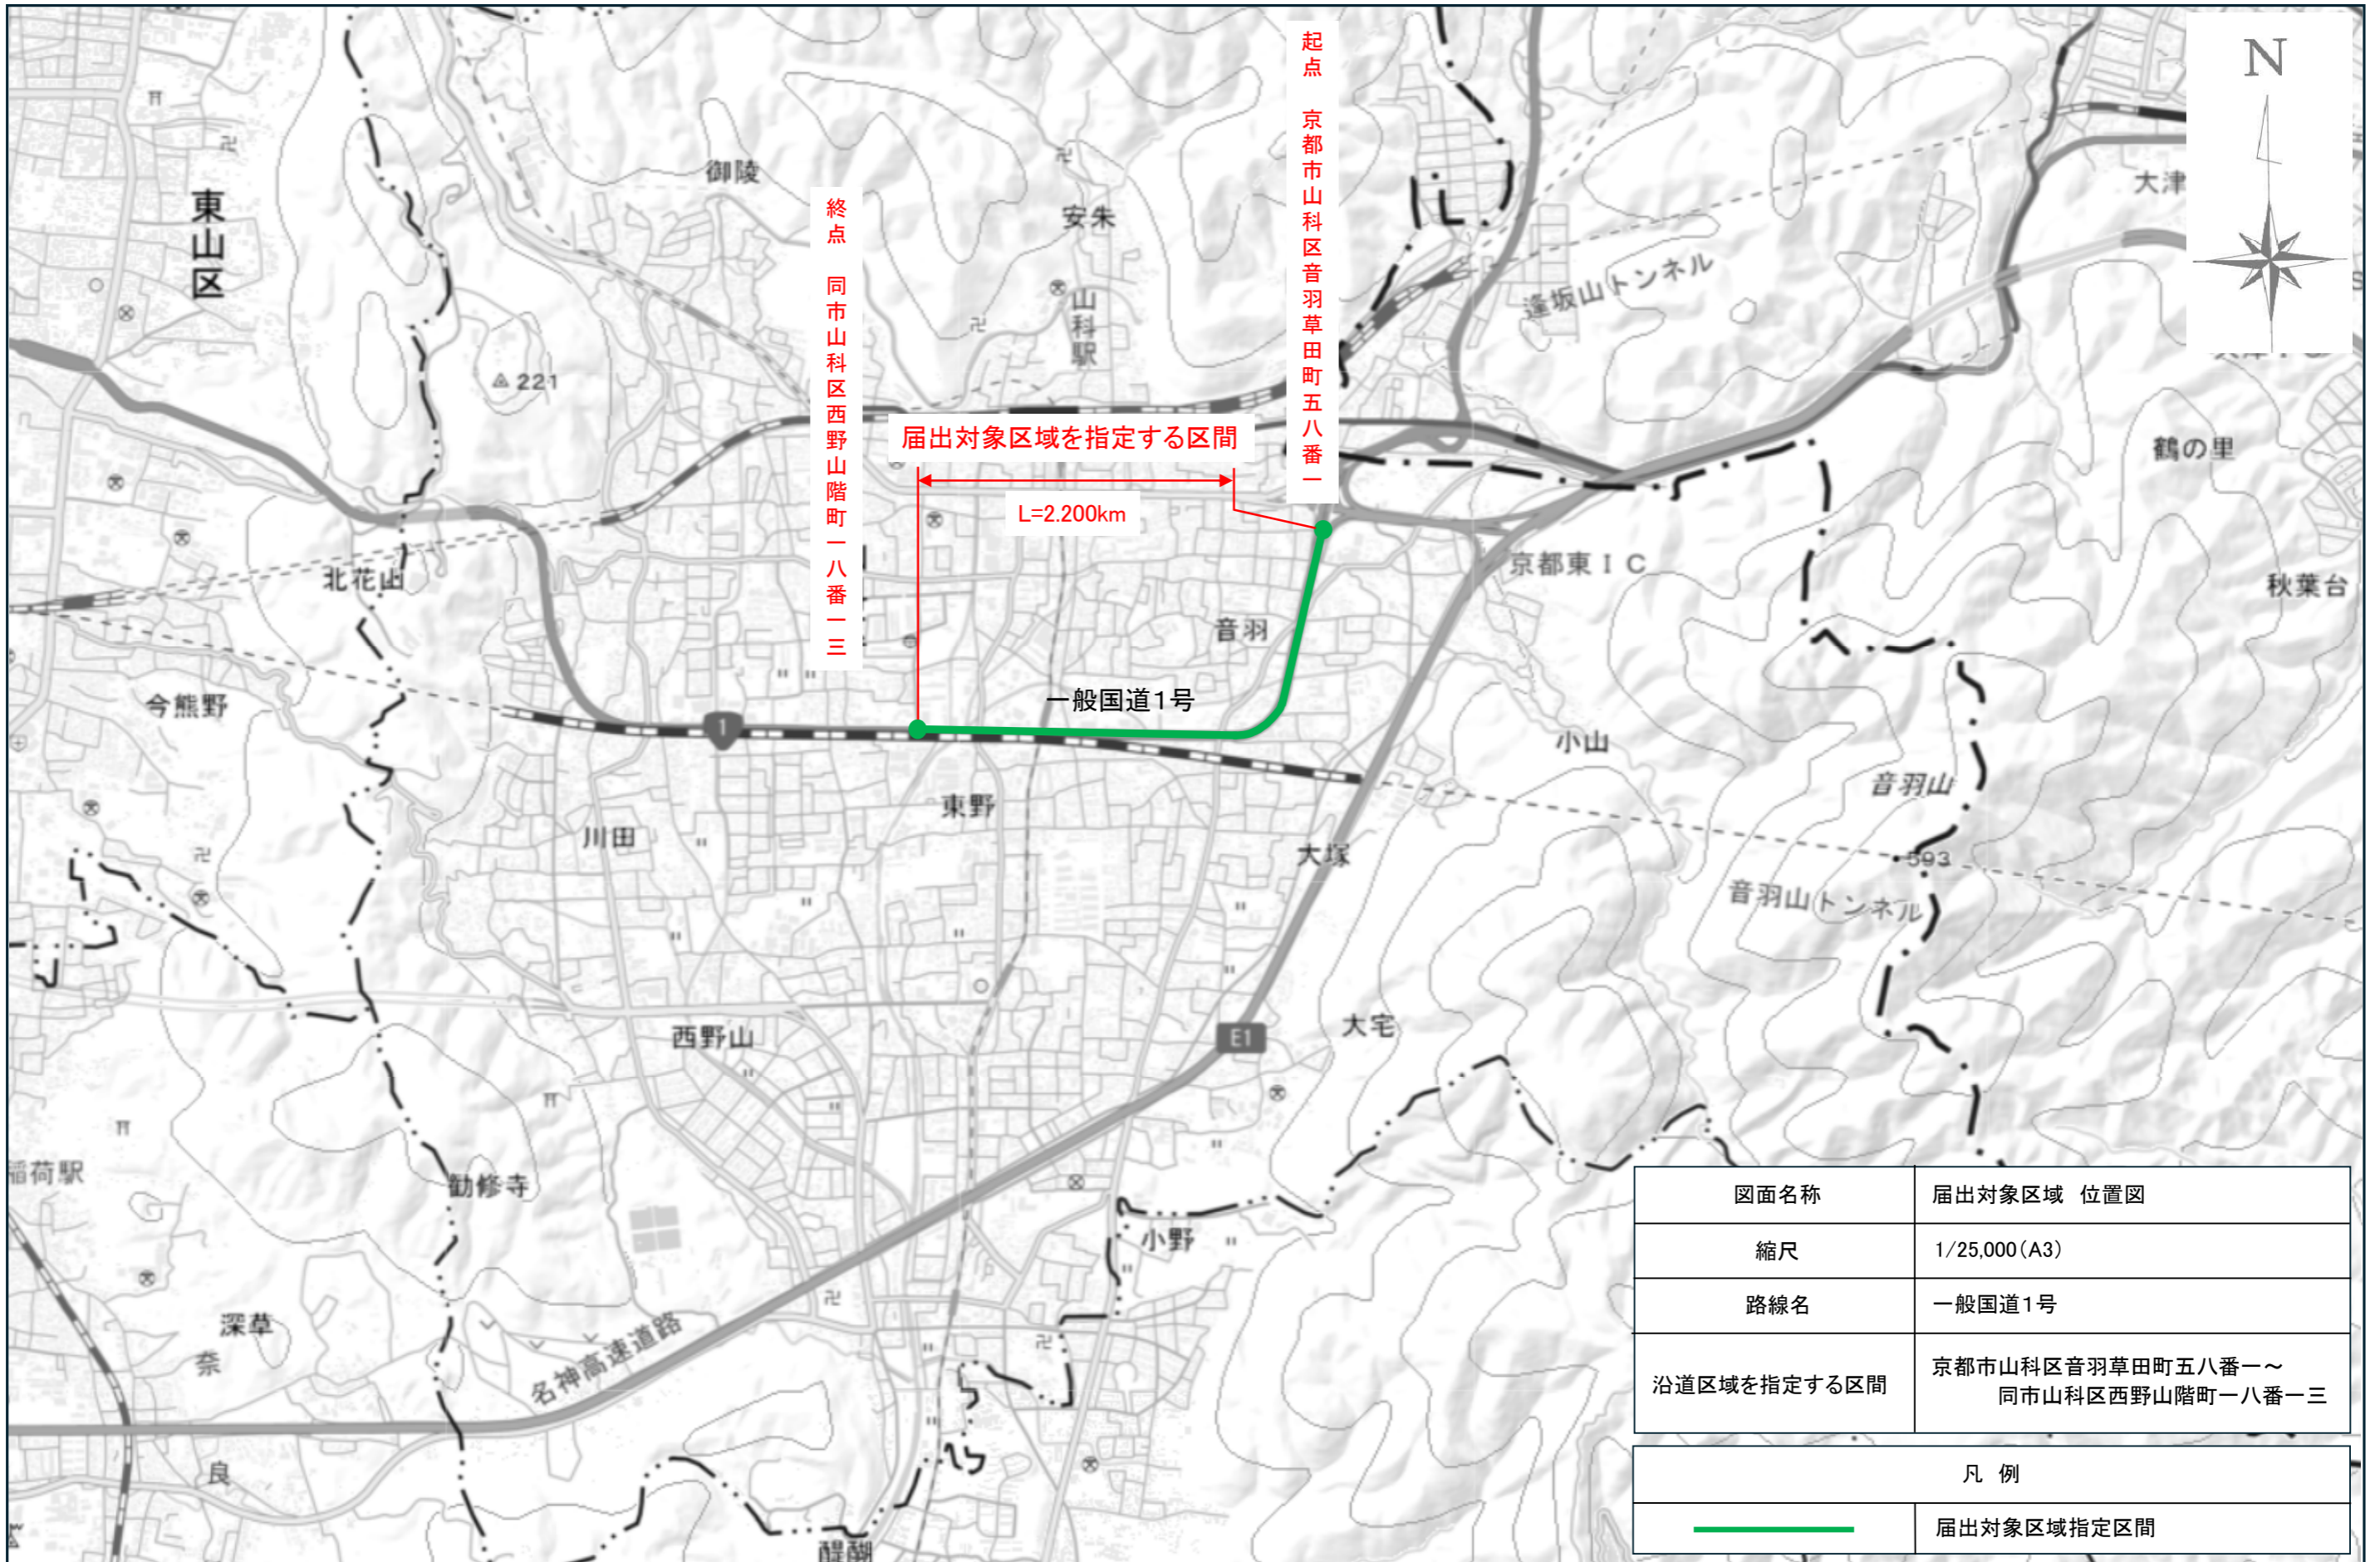 N
起点　京都市山科区音羽草田町五八番一
終点　同市山科区西野山階町一八番一三
届出対象区域を指定する区間
L=2.200km
一般国道1号
東山区
御陵
安朱
山科駅
逢坂山トンネル
大津
221
鶴の里
京都東IC
秋葉台
北花山
音羽
今熊野
1
小山
音羽山
東野
川田
大塚
593
音羽山トンネル
西野山
E1
大宅
稲荷駅
勧修寺
小野
深草
奈
良
名神高速道路
醍醐
図面名称 届出対象区域 位置図
縮尺 1/25,000(A3)
路線名 一般国道1号
沿道区域を指定する区間 京都市山科区音羽草田町五八番一～
同市山科区西野山階町一八番一三
凡 例
届出対象区域指定区間